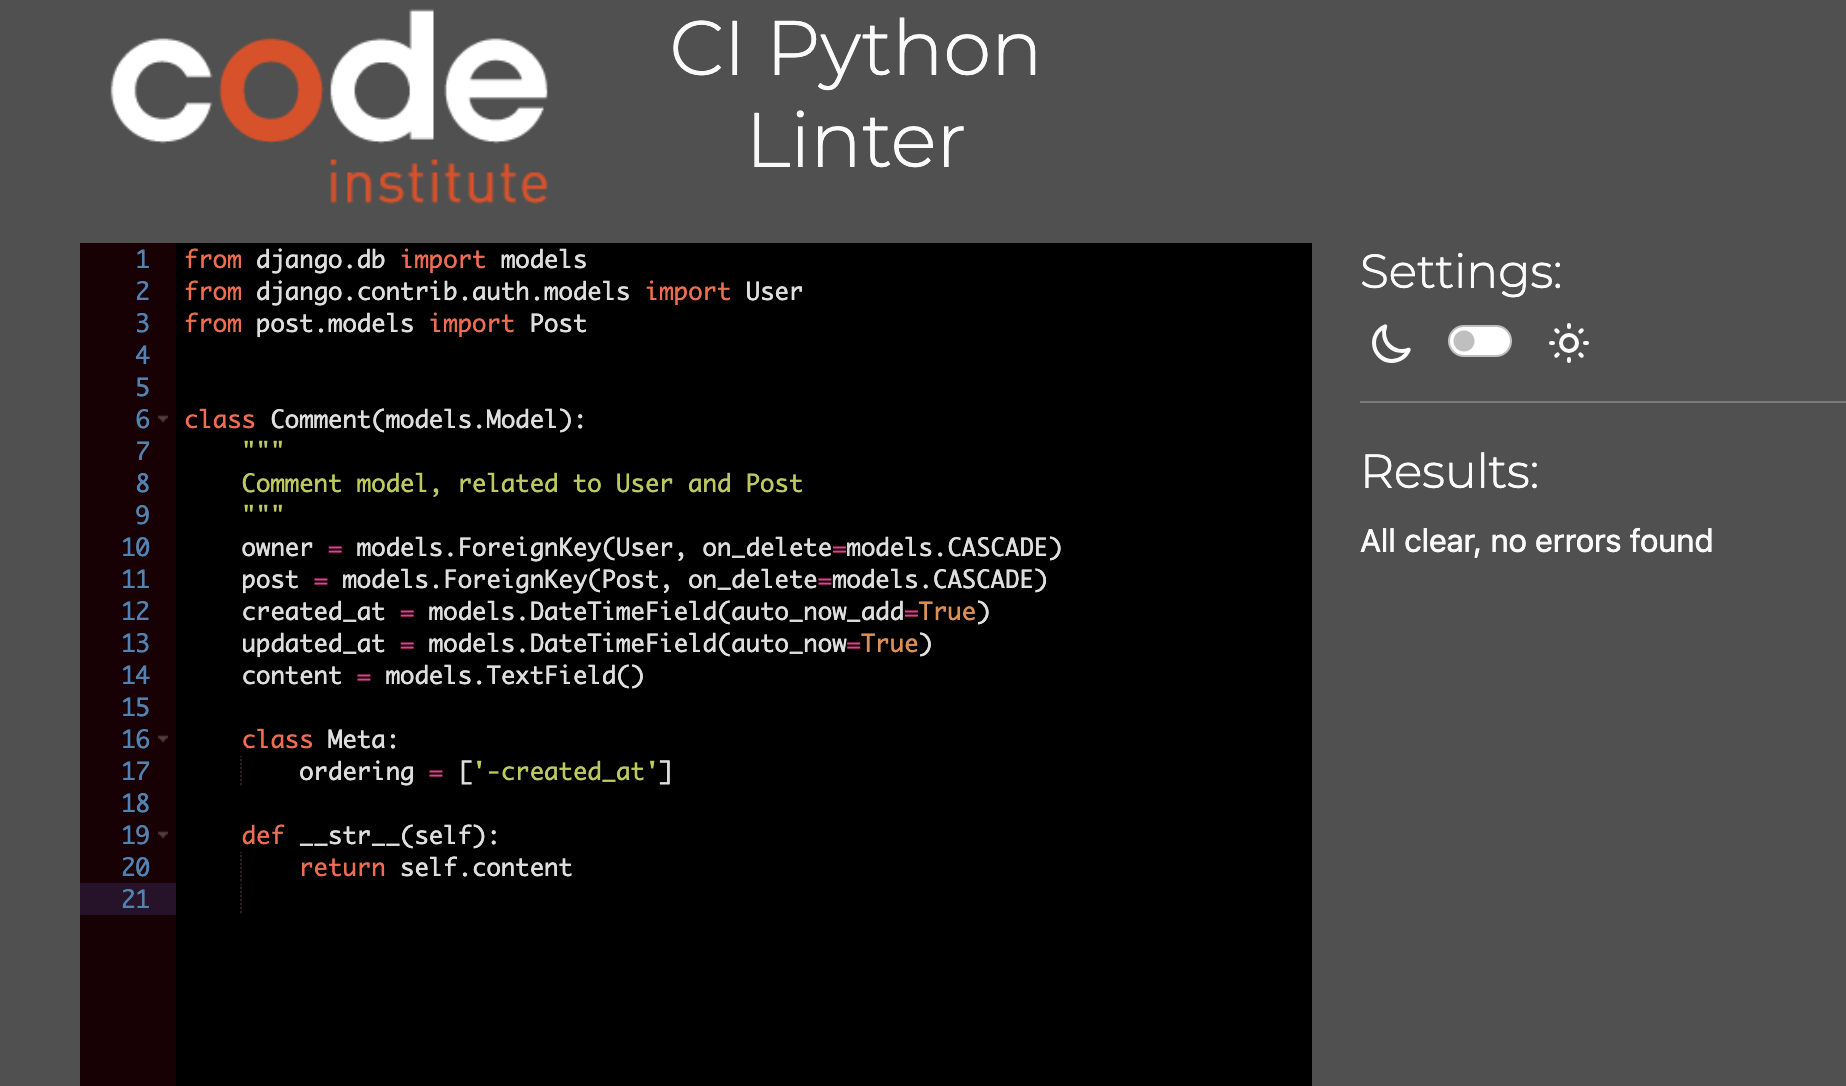 code
institute
CI Python
Linter
1 from django.db import models
2 from django.contrib.auth.models import User
3 from post.models import Post
4
5
6 class Comment(models.Model):
7     """
8     Comment model, related to User and Post
9     """
10     owner = models.ForeignKey(User, on_delete=models.CASCADE)
11     post = models.ForeignKey(Post, on_delete=models.CASCADE)
12     created_at = models.DateTimeField(auto_now_add=True)
13     updated_at = models.DateTimeField(auto_now=True)
14     content = models.TextField()
15
16     class Meta:
17         ordering = ['-created_at']
18
19     def __str__(self):
20         return self.content
21
Settings:
Results:
All clear, no errors found